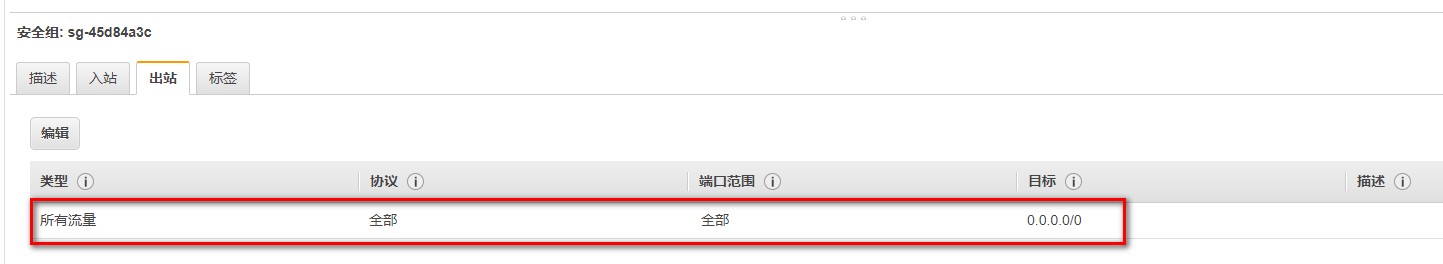 安全组: sg-45d84a3c
描述 入站 出站 标签
编辑
类型 协议 端口范围 目标 描述
所有流量 全部 全部 0.0.0.0/0